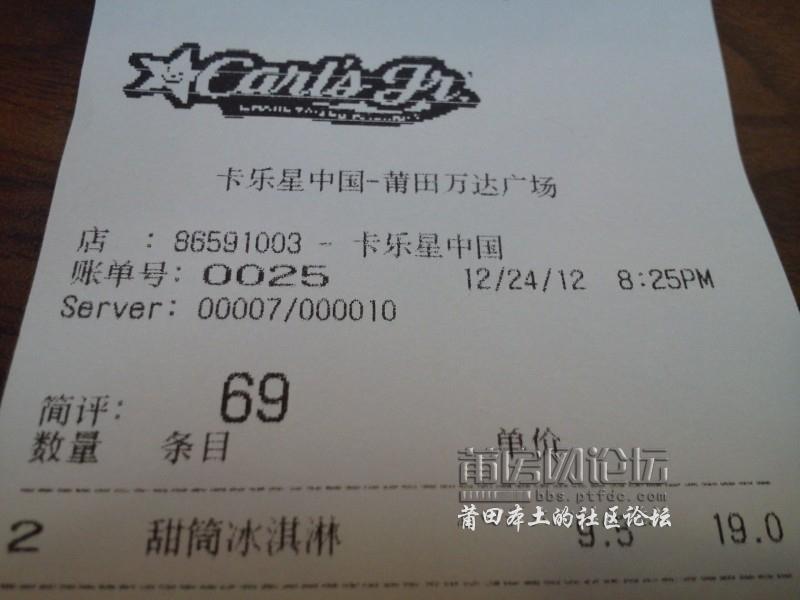 Carl's Jr.
卡乐星中国-莆田万达广场
店 : 86591003 - 卡乐星中国
账单号: 0025 12/24/12 8:25PM
Server: 00007/000010
简评: 69
数量 条目 单价
莆房网论坛
bbs.ptfdc.com
2 甜筒冰淇淋 9.5 19.0
莆田本土的社区论坛